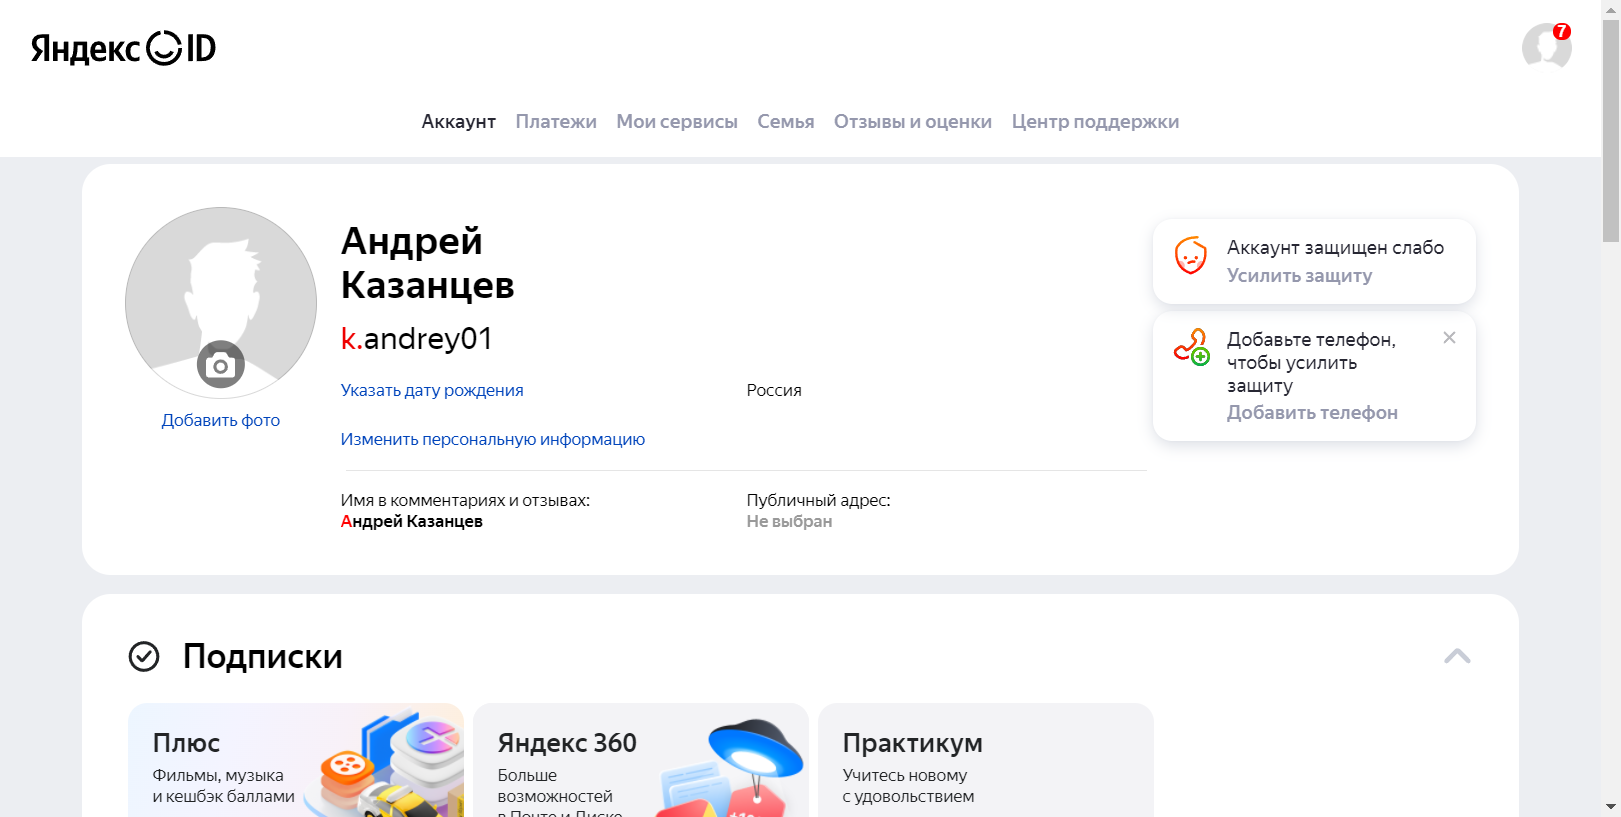 Яндекс ID
7
Аккаунт Платежи Мои сервисы Семья Отзывы и оценки Центр поддержки
Андрей
Казанцев
k.andrey01
Указать дату рождения
Россия
Добавить фото
Изменить персональную информацию
Имя в комментариях и отзывах:
Андрей Казанцев
Публичный адрес:
Не выбран
Аккаунт защищен слабо
Усилить защиту
Добавьте телефон,
чтобы усилить
защиту
Добавить телефон
Подписки
Плюс
Фильмы, музыка
и кешбэк баллами
Яндекс 360
Больше
возможностей
в Почте и Диске
Практикум
Учитесь новому
с удовольствием